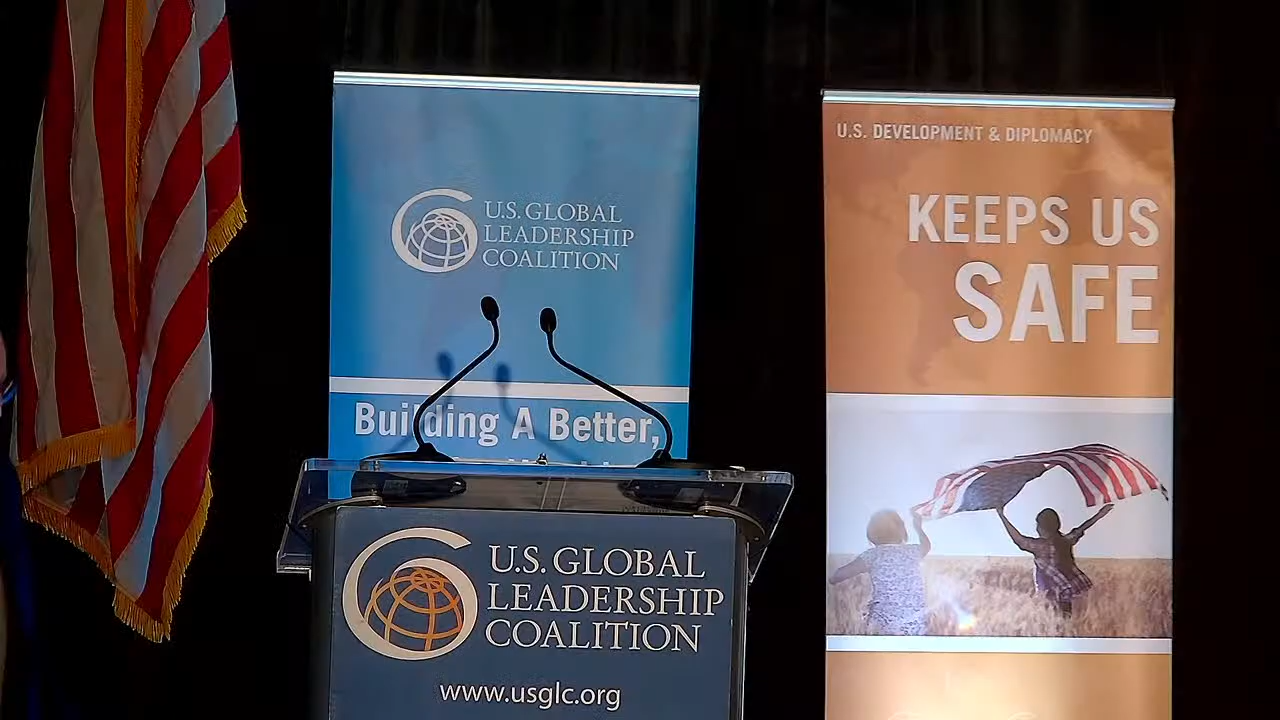 U.S. GLOBAL
LEADERSHIP
COALITION
Building A Better,
U.S. GLOBAL
LEADERSHIP
COALITION
www.usglc.org
U.S. DEVELOPMENT & DIPLOMACY
KEEPS US
SAFE